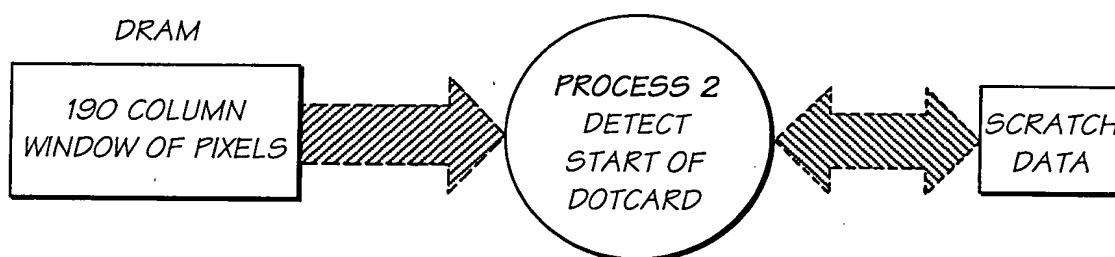 DRAM
190 COLUMN
WINDOW OF PIXELS
PROCESS 2
DETECT
START OF
DOTCARD
SCRATCH
DATA